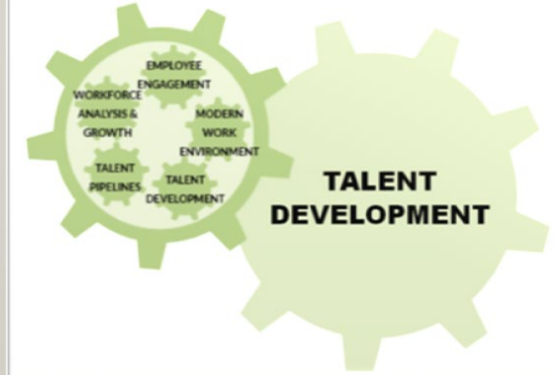 EMPLOYEE
ENGAGEMENT
WORKFORCE
ANALYSIS &
GROWTH
MODERN
WORK
ENVIRONMENT
TALENT
PIPELINES
TALENT
DEVELOPMENT
TALENT
DEVELOPMENT